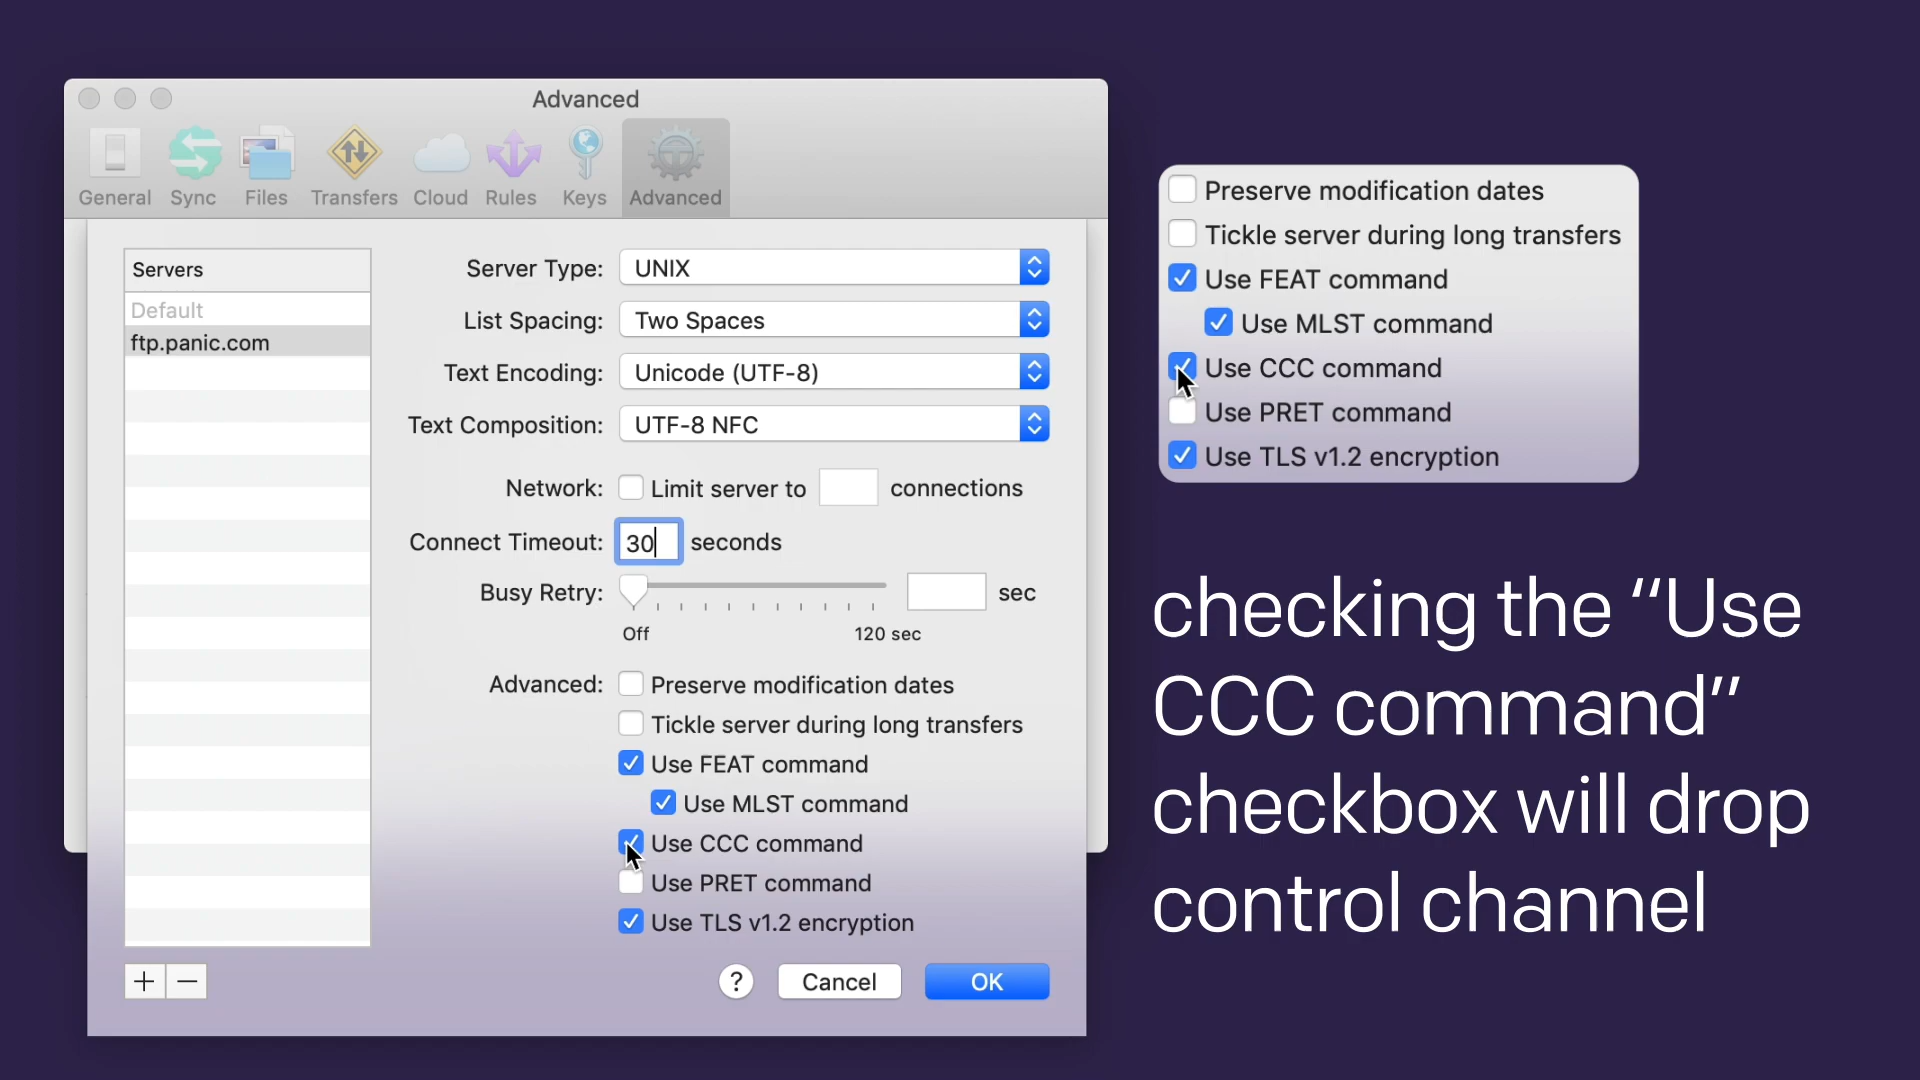 Advanced
General Sync Files Transfers Cloud Rules Keys Advanced
Servers
Default
ftp.panic.com
Server Type: UNIX
List Spacing: Two Spaces
Text Encoding: Unicode (UTF-8)
Text Composition: UTF-8 NFC
Network: Limit server to connections
Connect Timeout: 30 seconds
Busy Retry: sec
Off 120 sec
Advanced: Preserve modification dates
Tickle server during long transfers
Use FEAT command
Use MLST command
Use CCC command
Use PRET command
Use TLS v1.2 encryption
+ − ? Cancel OK
Preserve modification dates
Tickle server during long transfers
Use FEAT command
Use MLST command
Use CCC command
Use PRET command
Use TLS v1.2 encryption
checking the “Use
CCC command”
checkbox will drop
control channel